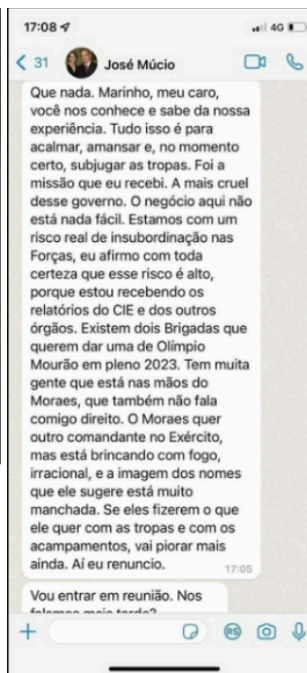 17:08
4G
31
José Múcio
Que nada. Marinho, meu caro,
você nos conhece e sabe da nossa
experiência. Tudo isso é para
acalmar, amansar e, no momento
certo, subjugar as tropas. Foi a
missão que eu recebi. A mais cruel
desse governo. O negócio aqui não
está nada fácil. Estamos com um
risco real de insubordinação nas
Forças, eu afirmo com toda
certeza que esse risco é alto,
porque estou recebendo os
relatórios do CIE e dos outros
órgãos. Existem dois Brigadas que
querem dar uma de Olímpio
Mourão em pleno 2023. Tem muita
gente que está nas mãos do
Moraes, que também não fala
comigo direito. O Moraes quer
outro comandante no Exército,
mas está brincando com fogo,
irracional, e a imagem dos nomes
que ele sugere está muito
manchada. Se eles fizerem o que
ele quer com as tropas e com os
acampamentos, vai piorar mais
ainda. Aí eu renuncio.
17:05
Vou entrar em reunião. Nos
falamos mais tarde?
R$